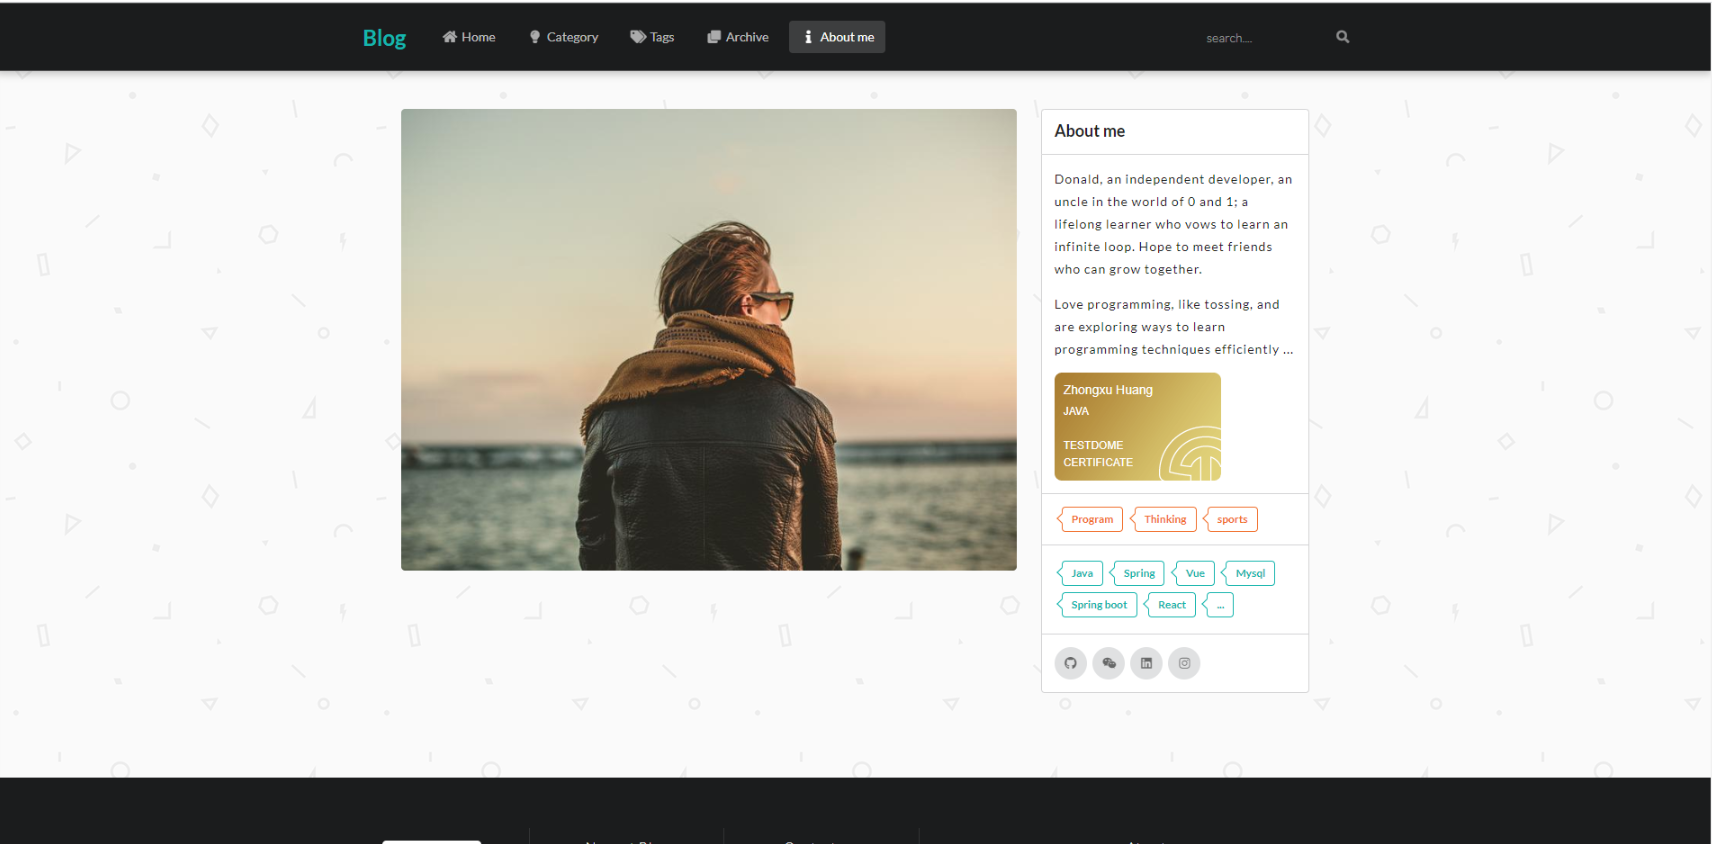 Blog
Home
Category
Tags
Archive
About me
search....
About me
Donald, an independent developer, an
uncle in the world of 0 and 1; a
lifelong learner who vows to learn an
infinite loop. Hope to meet friends
who can grow together.
Love programming, like tossing, and
are exploring ways to learn
programming techniques efficiently ...
Zhongxu Huang
JAVA
TESTDOME
CERTIFICATE
Program
Thinking
sports
Java
Spring
Vue
Mysql
Spring boot
React
...